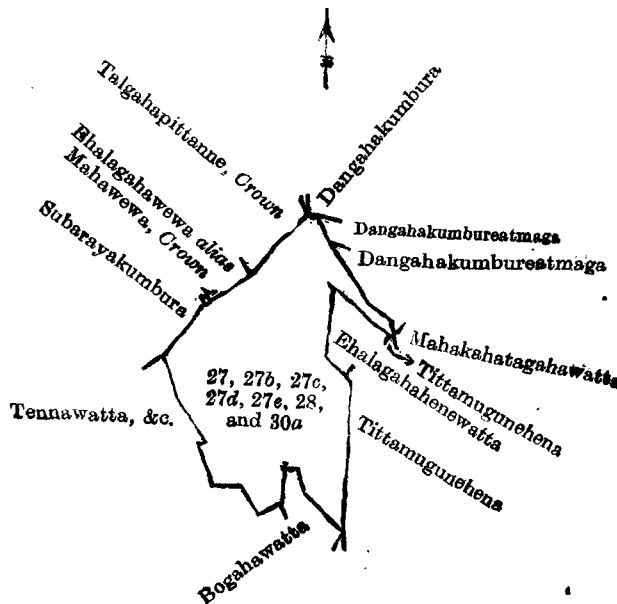 N
Talgahapittanne, Crown
Dangahakumbura
Ehalagahawewa alias
Mahawewa, Crown
Subarayakumbura
Dangahakumbureatmaga
Dangahakumbureatmaga
Mahakahatagahawatta
Tittamugunehena
Ehalagahahenewatta
Tittamugunehena
27, 27b, 27c,
27d, 27e, 28,
and 30a
Tennawatta, &c.
Bogahawatta